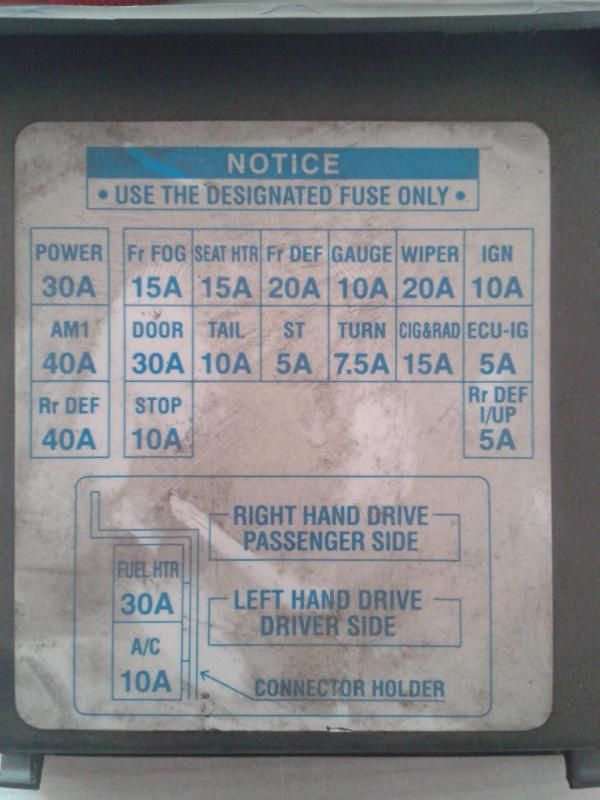 NOTICE
• USE THE DESIGNATED FUSE ONLY •
POWER Fr FOG SEAT HTR Fr DEF GAUGE WIPER IGN
30A 15A 15A 20A 10A 20A 10A
AM1 DOOR TAIL ST TURN CIG&RAD ECU-IG
40A 30A 10A 5A 7.5A 15A 5A
Rr DEF STOP Rr DEF I/UP
40A 10A 5A
RIGHT HAND DRIVE
PASSENGER SIDE
FUEL HTR
30A
LEFT HAND DRIVE
DRIVER SIDE
A/C
10A
CONNECTOR HOLDER